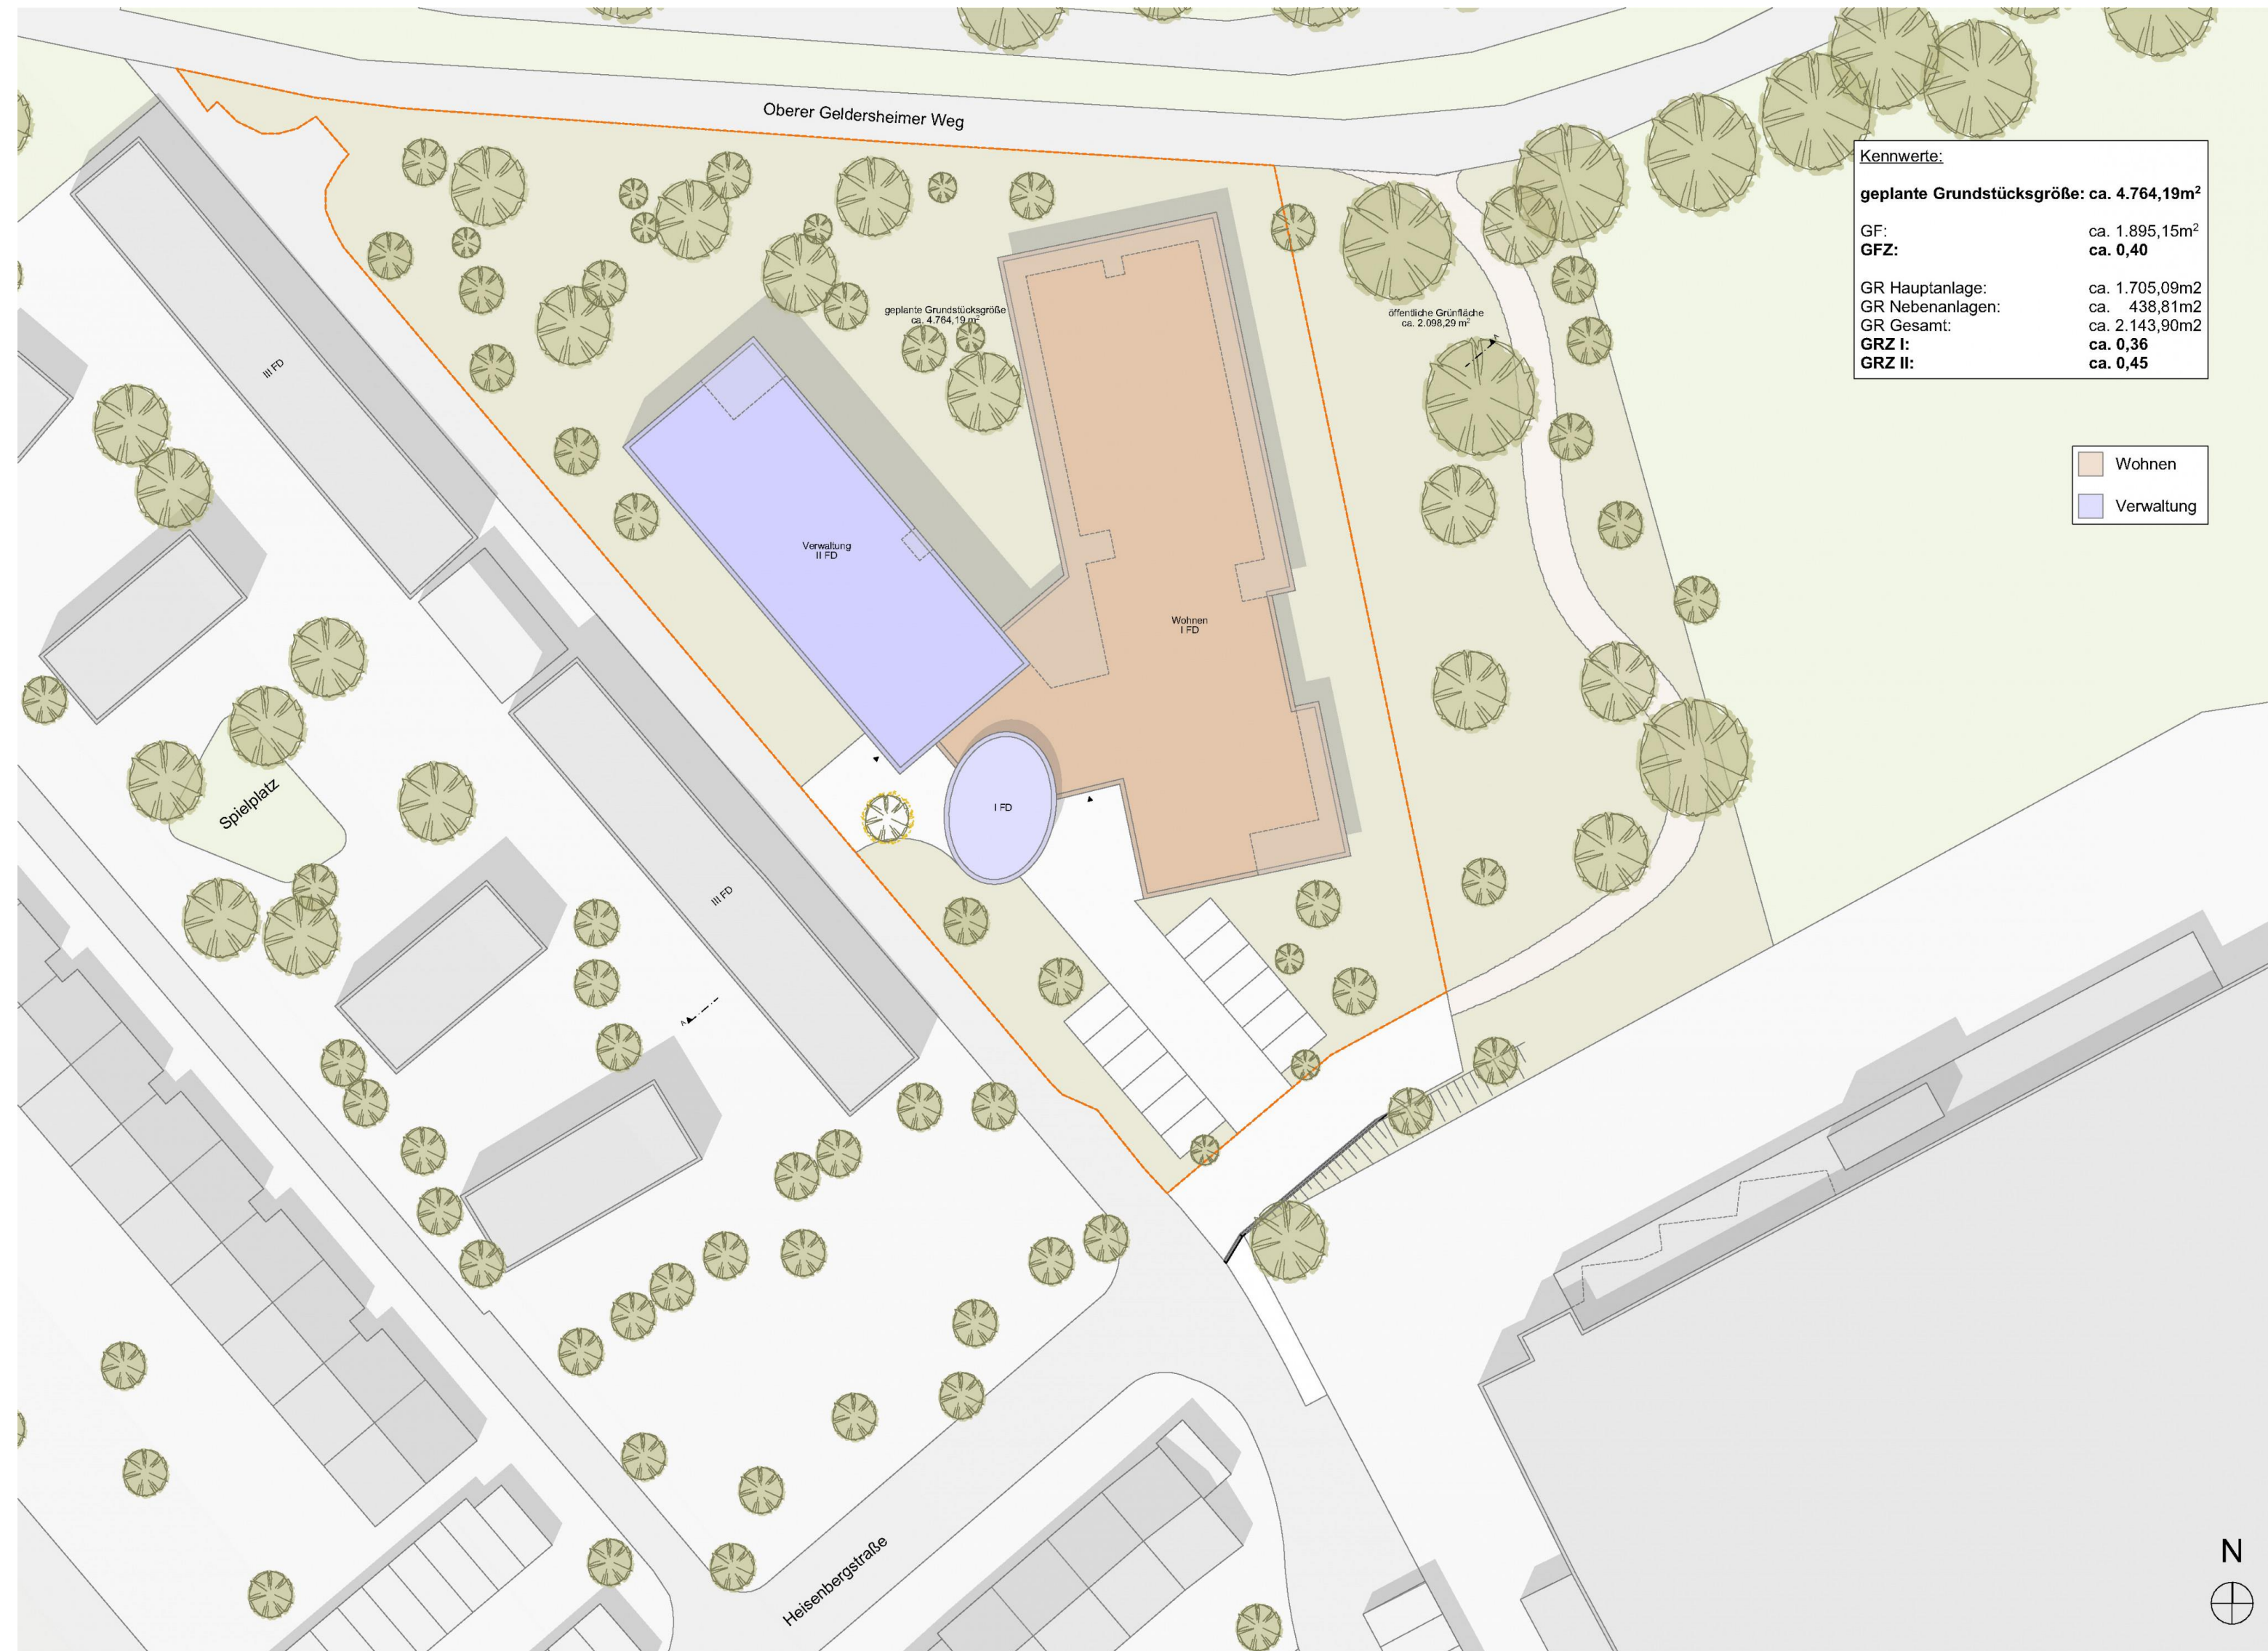 Oberer Geldersheimer Weg
Kennwerte:
geplante Grundstücksgröße: ca. 4.764,19m²
GF: ca. 1.895,15m²
GFZ: ca. 0,40
GR Hauptanlage: ca. 1.705,09m2
GR Nebenanlagen: ca. 438,81m2
GR Gesamt: ca. 2.143,90m2
GRZ I: ca. 0,36
GRZ II: ca. 0,45
geplante Grundstücksgröße
ca. 4.764,19 m²
öffentliche Grünfläche
ca. 2.098,29 m²
A
III FD
Wohnen
Verwaltung
Verwaltung
II FD
Wohnen
I FD
Spielplatz
I FD
III FD
A
Heisenbergstraße
N